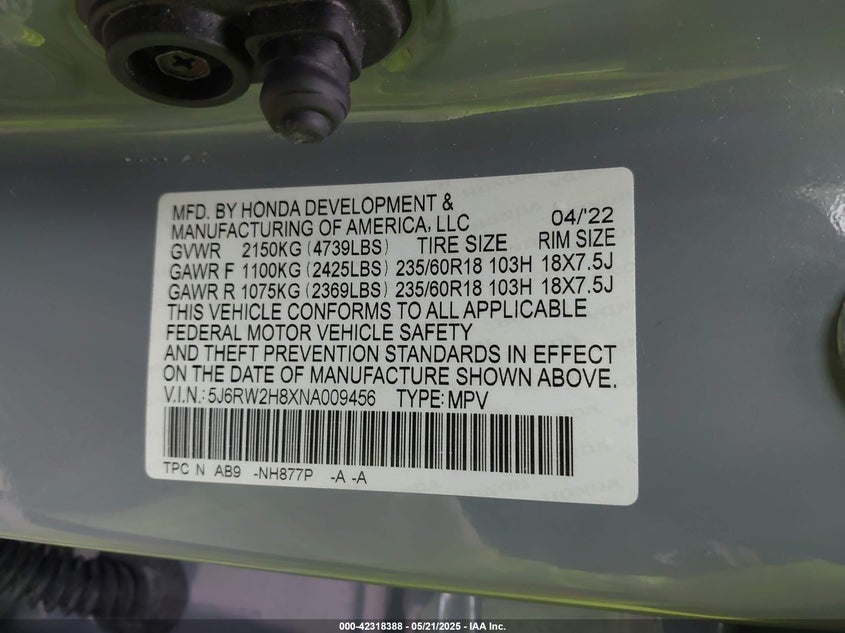 MFD. BY HONDA DEVELOPMENT &
MANUFACTURING OF AMERICA, LLC 04/'22
GVWR 2150KG (4739LBS) TIRE SIZE RIM SIZE
GAWR F 1100KG (2425LBS) 235/60R18 103H 18X7.5J
GAWR R 1075KG (2369LBS) 235/60R18 103H 18X7.5J
THIS VEHICLE CONFORMS TO ALL APPLICABLE
FEDERAL MOTOR VEHICLE SAFETY
AND THEFT PREVENTION STANDARDS IN EFFECT
ON THE DATE OF MANUFACTURE SHOWN ABOVE.
V.I.N.: 5J6RW2H8XNA009456 TYPE: MPV
TPC N AB9 -NH877P -A -A
000-42318388 - 05/21/2025 - IAA Inc.